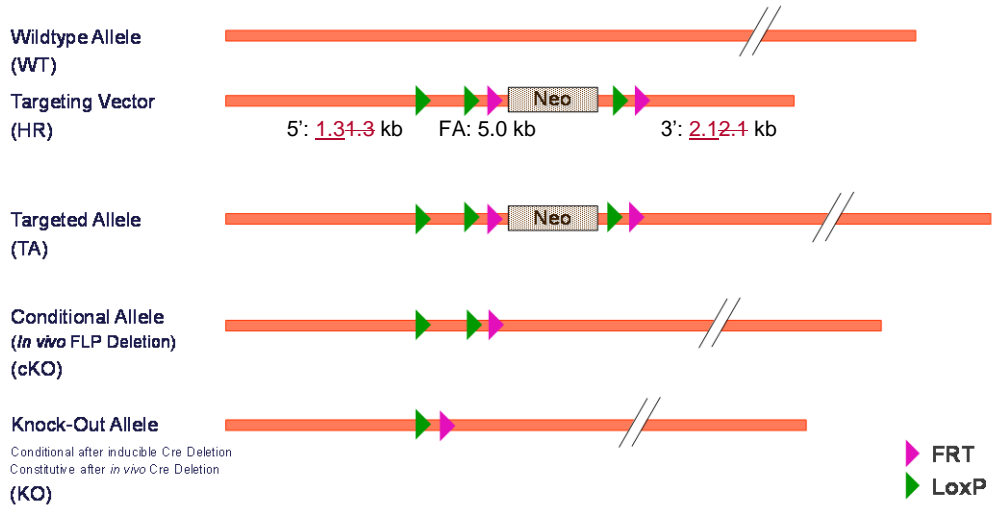 Wildtype Allele
(WT)
Targeting Vector
(HR)
Neo
5’: 1.31.3 kb FA: 5.0 kb 3’: 2.12.1 kb
Targeted Allele
(TA)
Neo
Conditional Allele
(In vivo FLP Deletion)
(cKO)
Knock-Out Allele
Conditional after inducible Cre Deletion
Constitutive after in vivo Cre Deletion
(KO)
FRT
LoxP